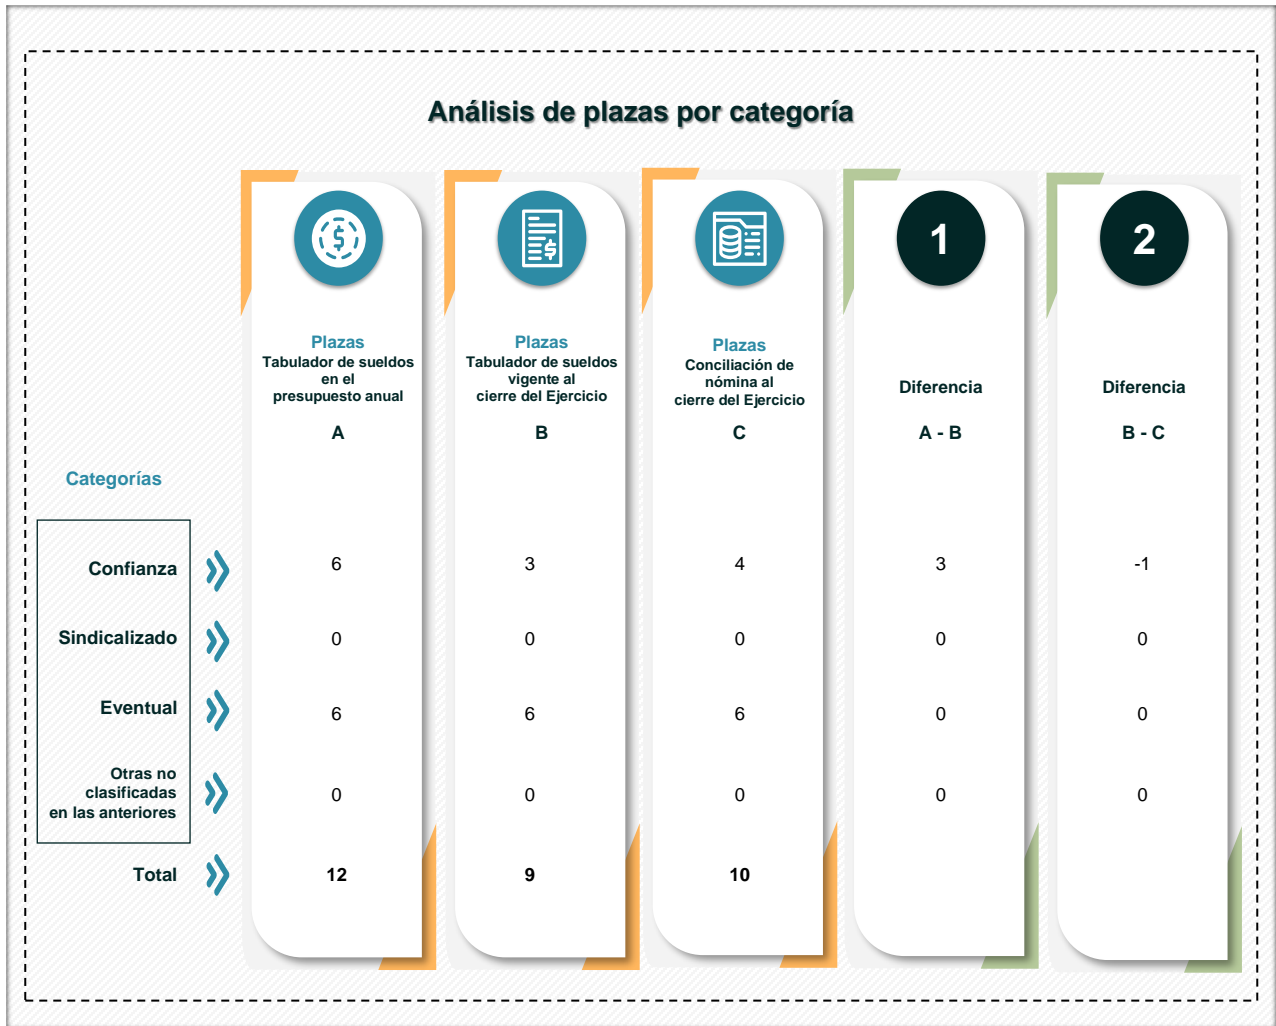 Análisis de plazas por categoría
1
2
Plazas
Tabulador de sueldos
en el
presupuesto anual
A
Plazas
Tabulador de sueldos
vigente al
cierre del Ejercicio
B
Plazas
Conciliación de
nómina al
cierre del Ejercicio
C
Diferencia
A - B
Diferencia
B - C
Categorías
Confianza 6 3 4 3 -1
Sindicalizado 0 0 0 0 0
Eventual 6 6 6 0 0
Otras no
clasificadas
en las anteriores 0 0 0 0 0
Total 12 9 10